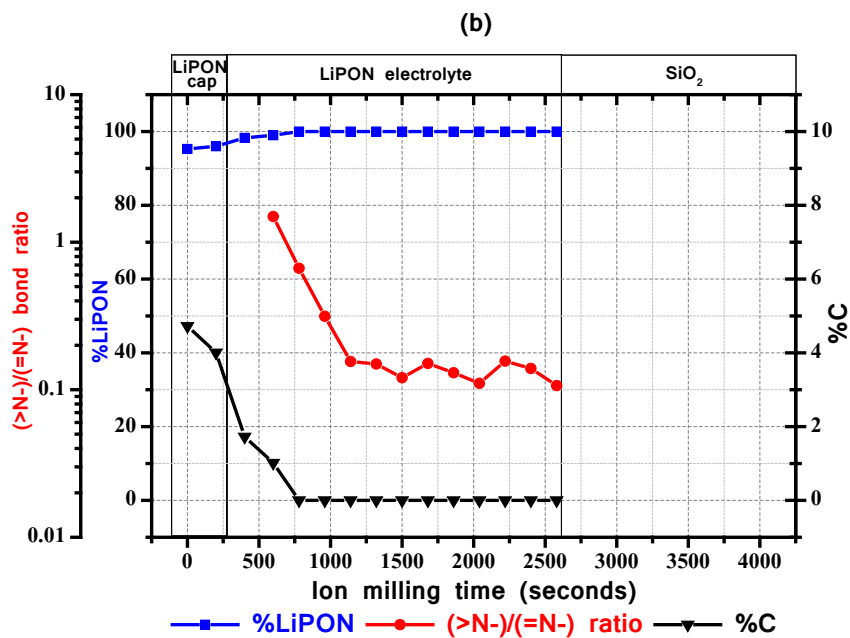 (b)
LiPON cap
LiPON electrolyte
SiO₂
(>N-)/(=N-) bond ratio
10
1
0.1
0.01
%LiPON
100
80
60
40
20
0
%C
10
8
6
4
2
0
0 500 1000 1500 2000 2500 3000 3500 4000
Ion milling time (seconds)
%LiPON (>N-)/(=N-) ratio %C